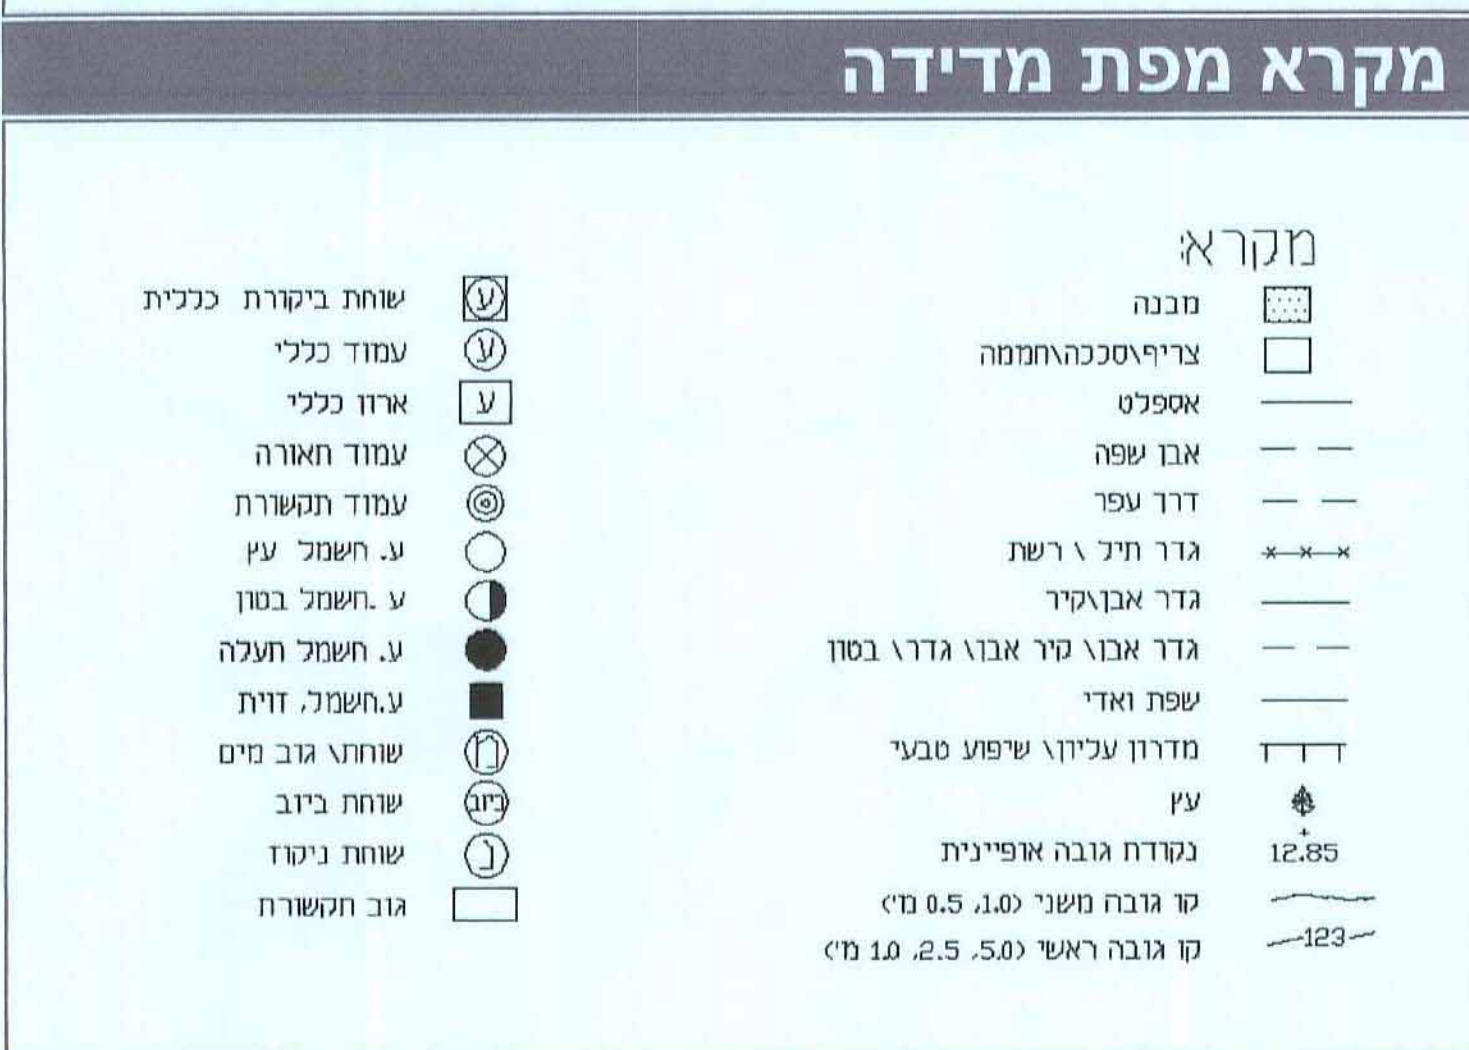 מקרא מפת מדידה
מקרא:
מבנה
צריף\סככה\חממה
אספלט
אבן שפה
דרך עפר
גדר תיל \ רשת
גדר אבן\קיר
גדר אבן\ קיר אבן\ גדר\ בטון
שפת ואדי
מדרון עליון\ שיפוע טבעי
עץ
נקודת גובה אופיינית 12.85
קו גובה משני (1.0, 0.5 מ')
קו גובה ראשי (5.0, 2.5, 1.0 מ') 123
ע שוחת ביקורת כללית
ע עמוד כללי
ע ארון כללי
עמוד תאורה
עמוד תקשורת
ע. חשמל עץ
ע .חשמל בטון
ע. חשמל תעלה
ע.חשמל, זוית
מ שוחת\ גוב מים
ביוב שוחת ביוב
נ שוחת ניקוז
גוב תקשורת